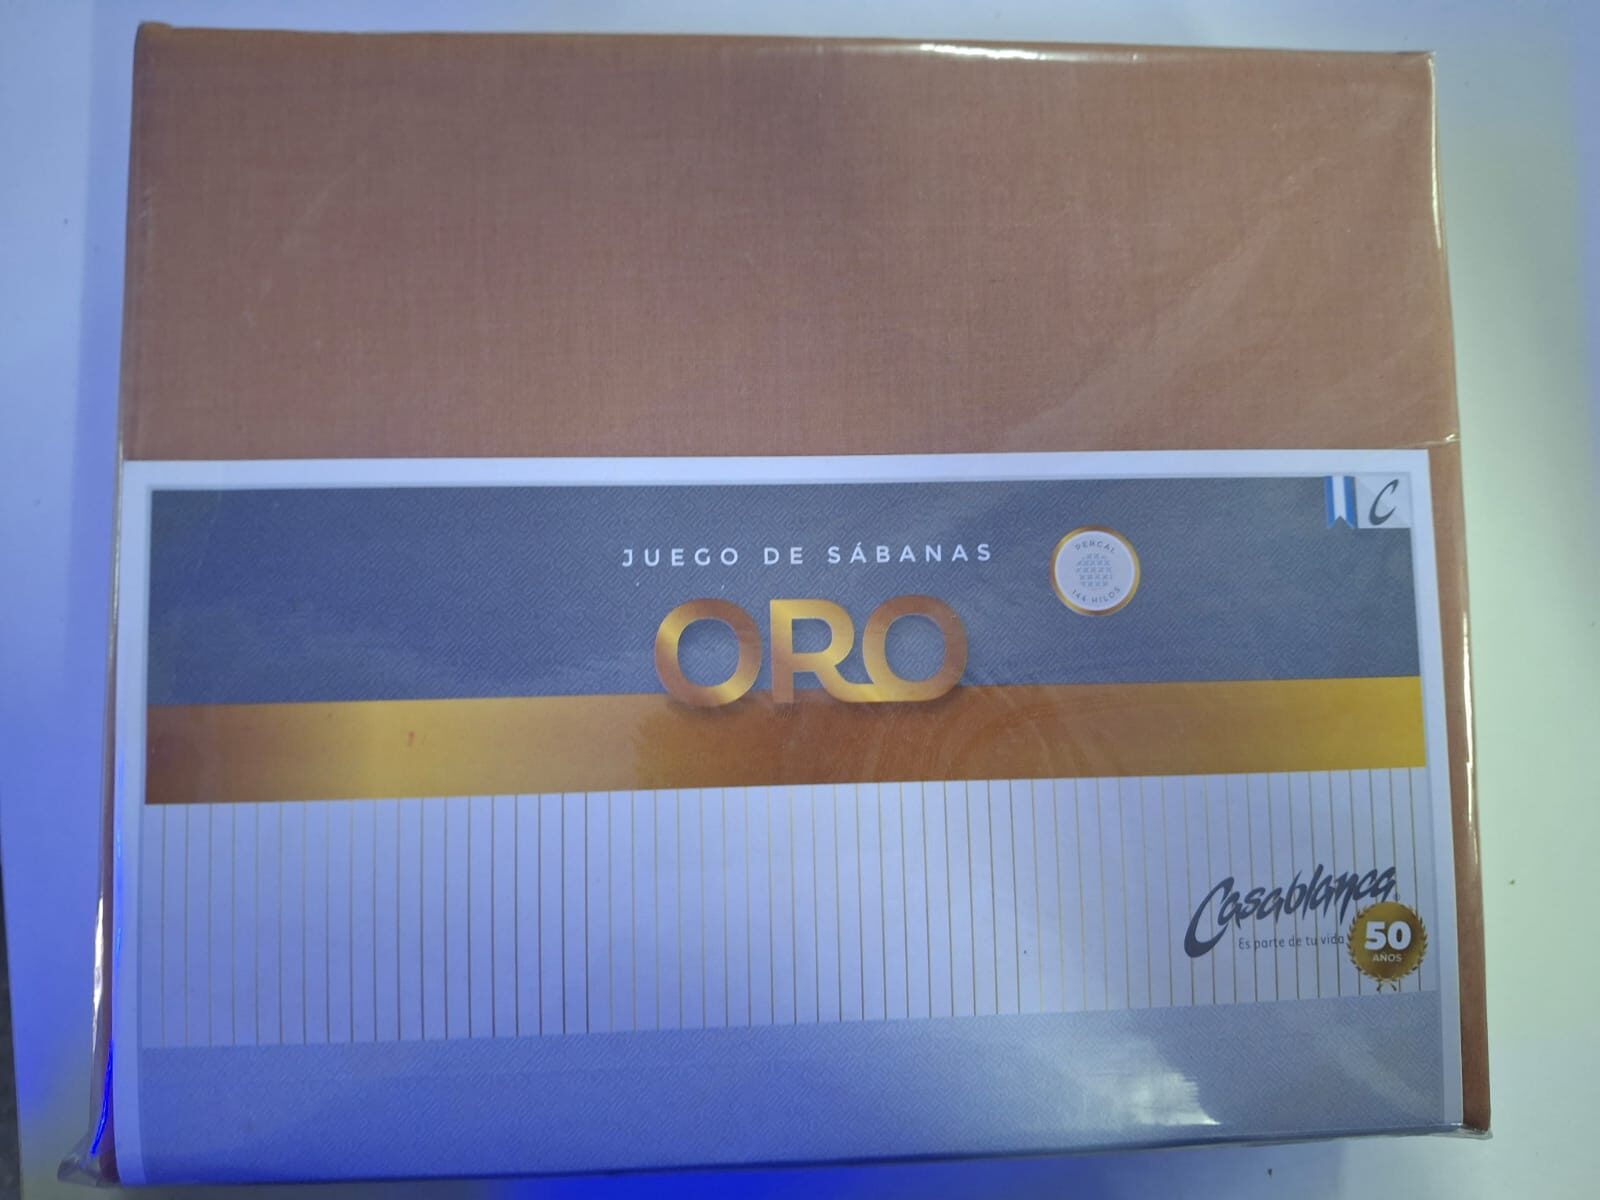 C
JUEGO DE SÁBANAS
PERCAL
144 HILOS
ORO
Casablanca
Es parte de tu vida
50
AÑOS